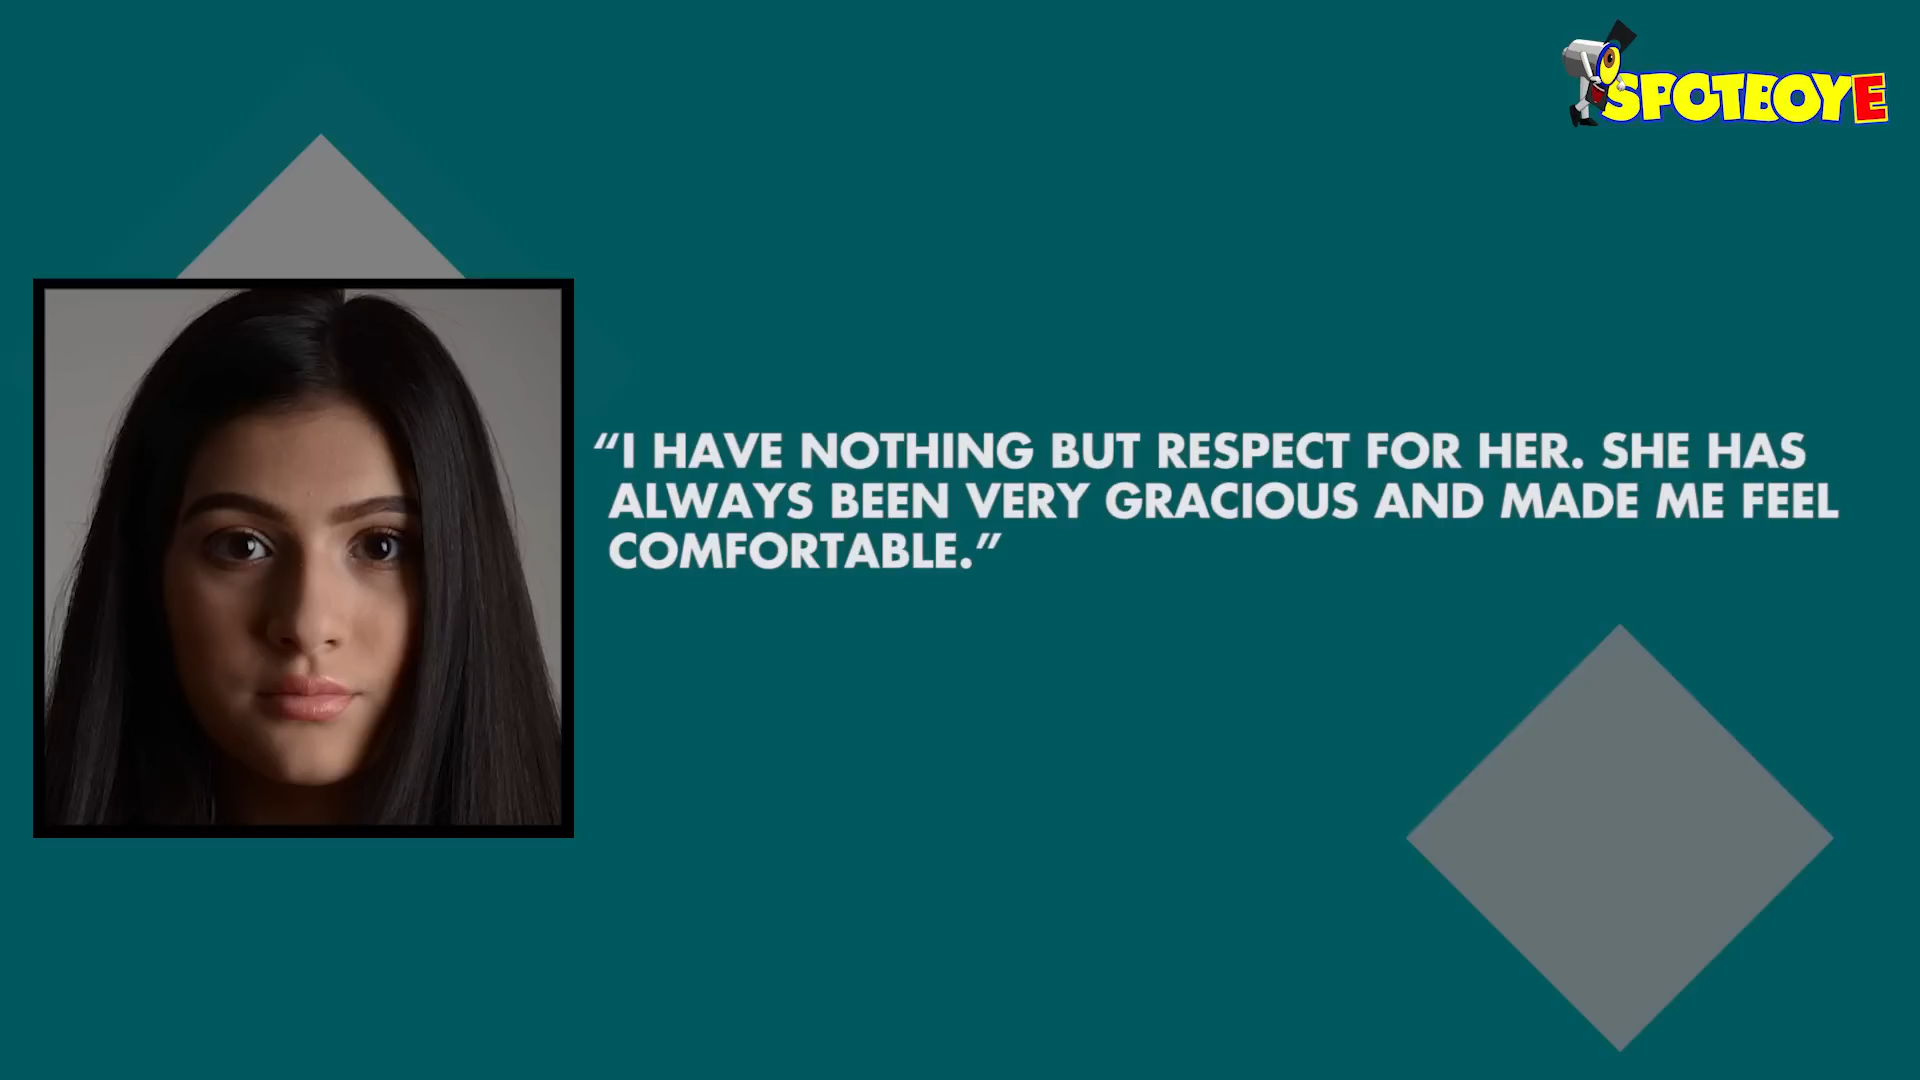 SPOTBOYE
“I HAVE NOTHING BUT RESPECT FOR HER. SHE HAS
ALWAYS BEEN VERY GRACIOUS AND MADE ME FEEL
COMFORTABLE.”